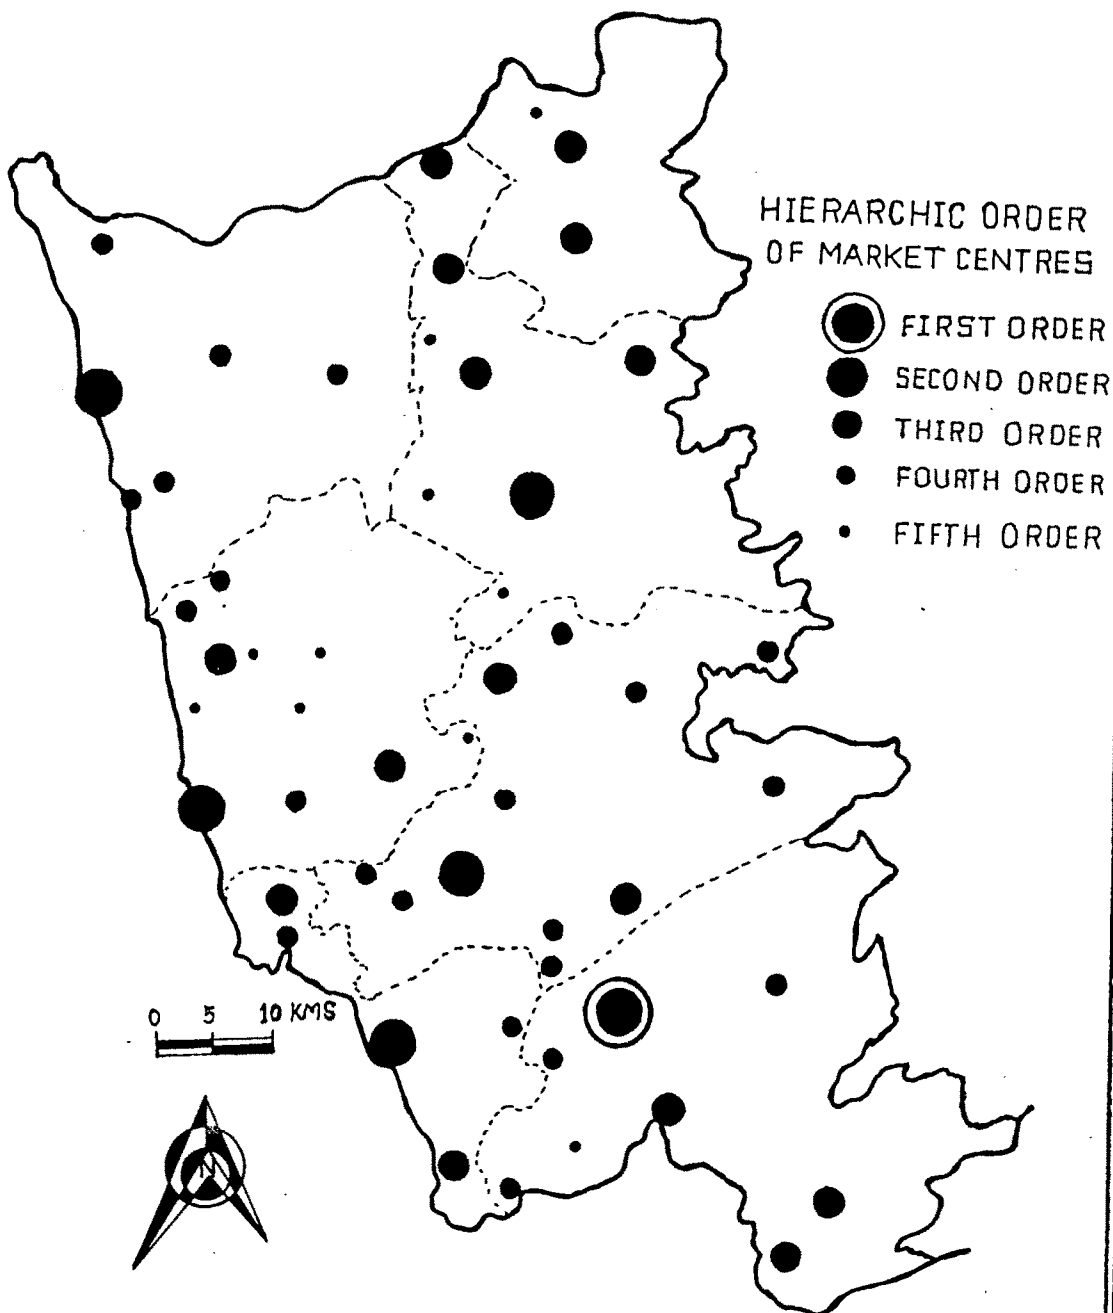 HIERARCHIC ORDER
OF MARKET CENTRES
FIRST ORDER
SECOND ORDER
THIRD ORDER
FOURTH ORDER
FIFTH ORDER
0 5 10 KMS
N